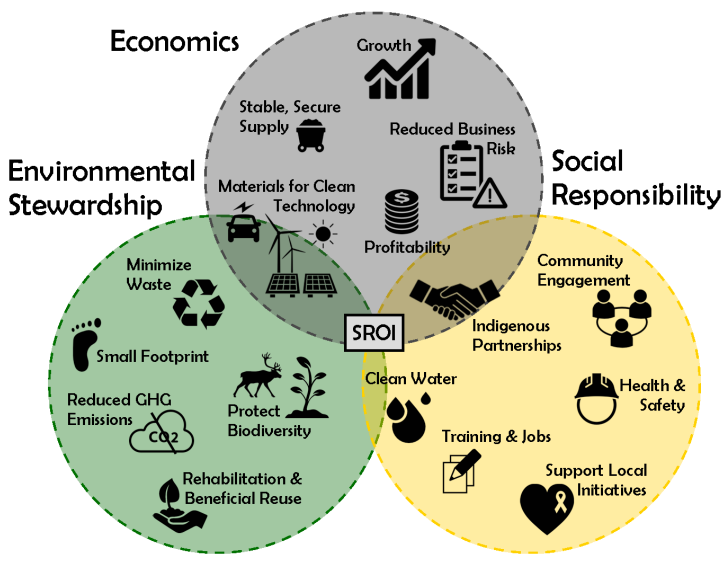 Economics
Growth
Stable, Secure
Supply
Reduced Business
Risk
Environmental
Stewardship
Social
Responsibility
Materials for Clean
Technology
$
Profitability
Minimize
Waste
Community
Engagement
Indigenous
Partnerships
SROI
Small Footprint
Clean Water
Health &
Safety
Reduced GHG
Emissions
CO2
Protect
Biodiversity
Training & Jobs
Rehabilitation &
Beneficial Reuse
Support Local
Initiatives